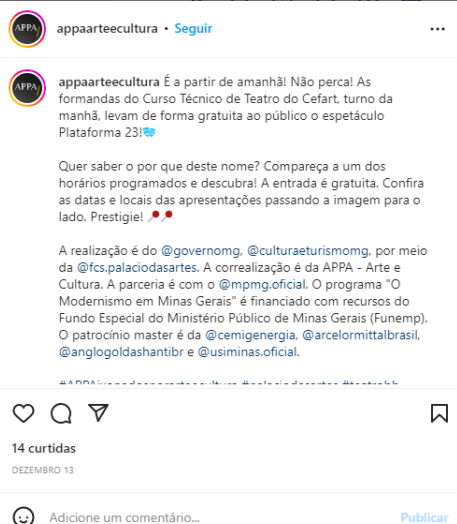 APPA
appaarteecultura • Seguir
APPA
appaarteecultura É a partir de amanhã! Não perca! As
formandas do Curso Técnico de Teatro do Cefart, turno da
manhã, levam de forma gratuita ao público o espetáculo
Plataforma 23!
Quer saber o por que deste nome? Compareça a um dos
horários programados e descubra! A entrada é gratuita. Confira
as datas e locais das apresentações passando a imagem para o
lado. Prestigie!
A realização é do @governomg, @culturaeturismomg, por meio
da @fcs.palaciodasartes. A correalização é da APPA - Arte e
Cultura. A parceria é com o @mpmg.oficial. O programa "O
Modernismo em Minas Gerais" é financiado com recursos do
Fundo Especial do Ministério Público de Minas Gerais (Funemp).
O patrocínio master é da @cemigenergia, @arcelormittalbrasil,
@anglogoldashantibr e @usiminas.oficial.
14 curtidas
DEZEMBRO 13
Adicione um comentário...
Publicar